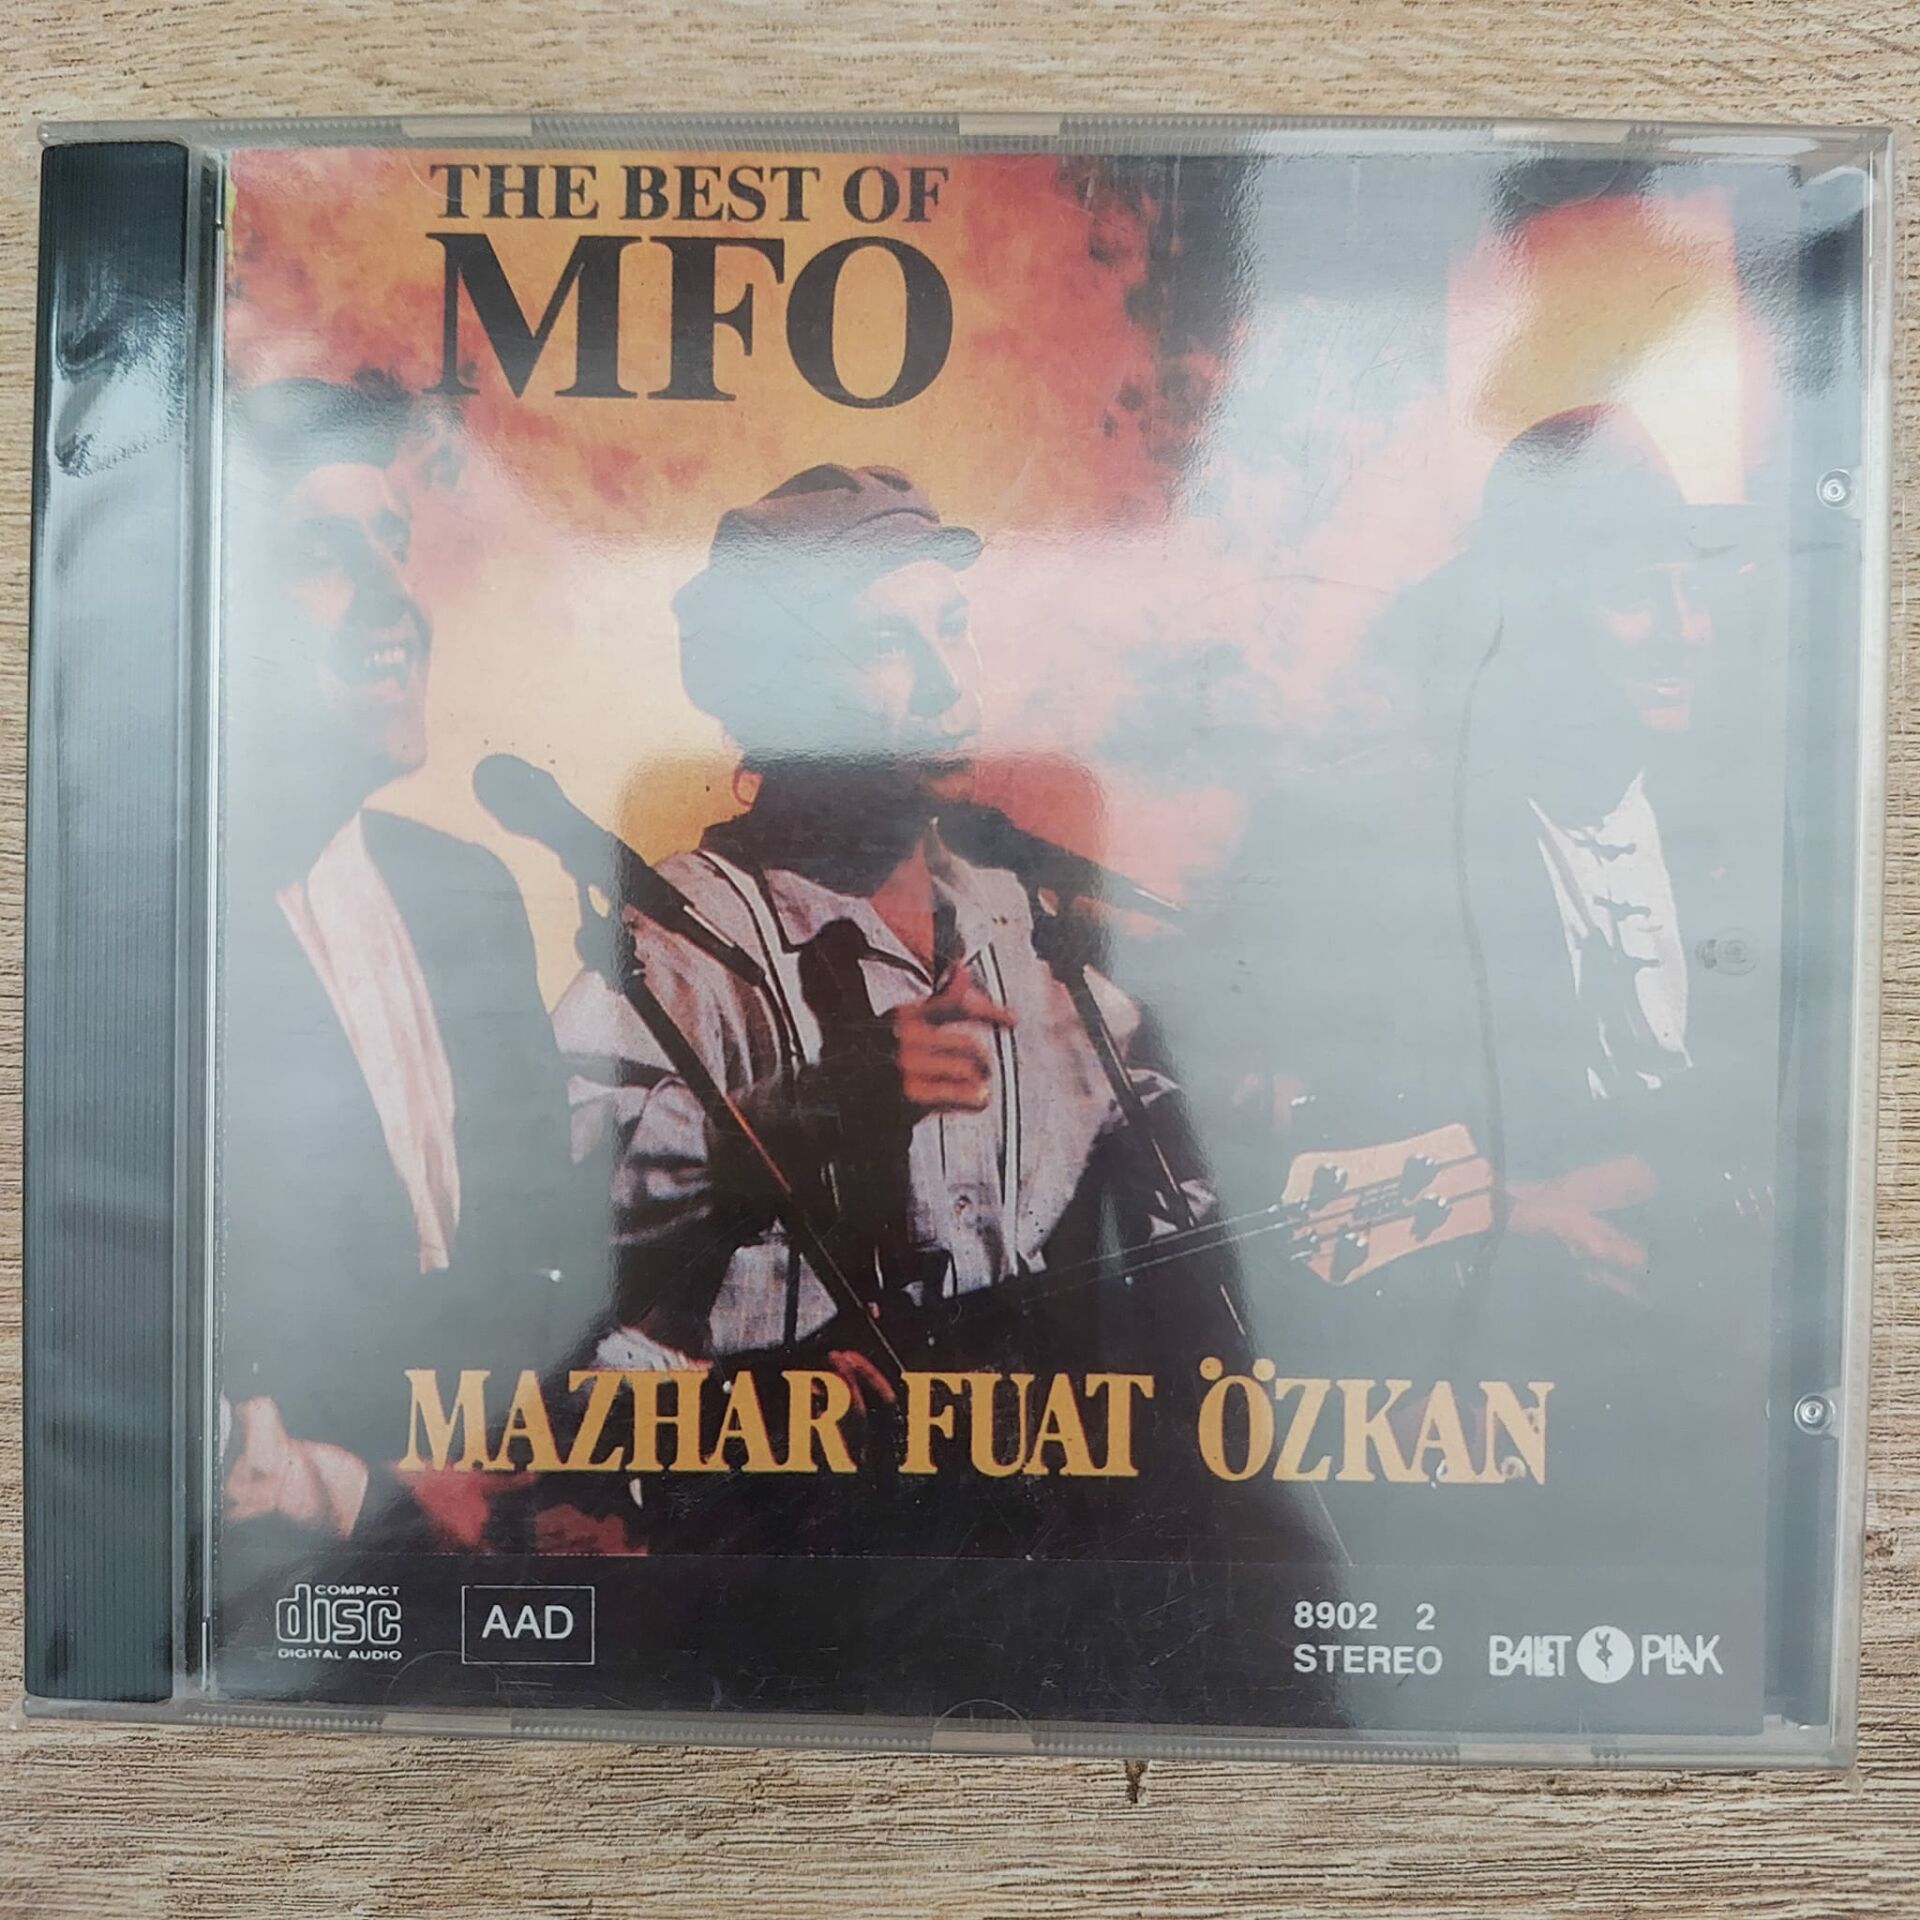 THE BEST OF
MFO
MAZHAR FUAT ÖZKAN
COMPACT
disc
DIGITAL AUDIO
AAD
8902 2
STEREO
BALET PLAK